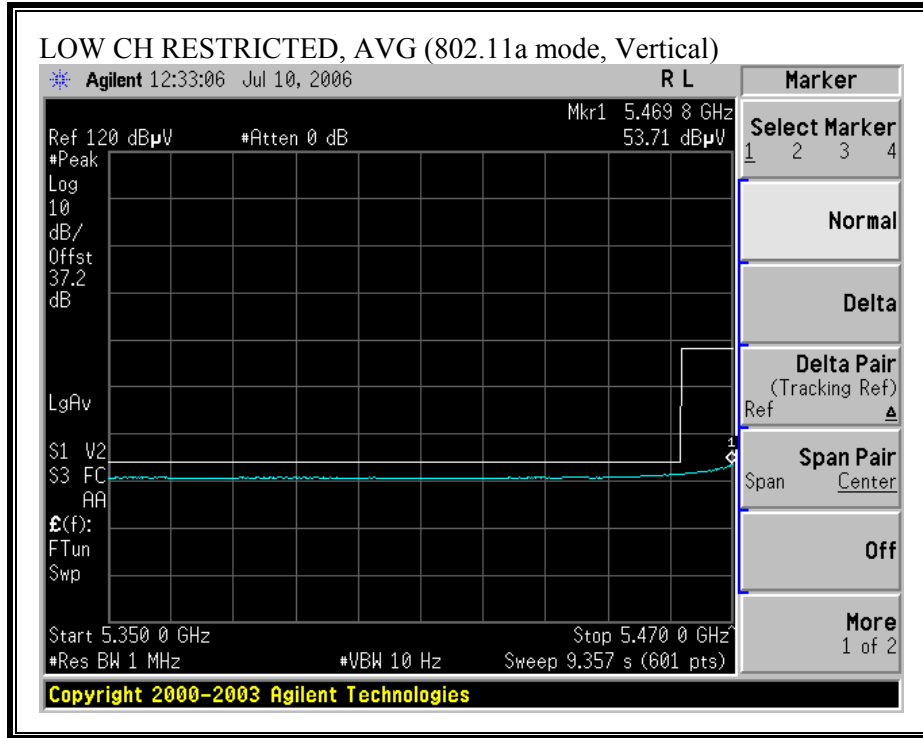 LOW CH RESTRICTED, AVG (802.11a mode, Vertical)
Agilent 12:33:06 Jul 10, 2006 R L
Mkr1 5.469 8 GHz
Ref 120 dBµV #Atten 0 dB 53.71 dBµV
#Peak
Log
10
dB/
Offst
37.2
dB
LgAv
1
S1 V2
S3 FC
AA
£(f):
FTun
Swp
Start 5.350 0 GHz Stop 5.470 0 GHz^
#Res BW 1 MHz #VBW 10 Hz Sweep 9.357 s (601 pts)
Copyright 2000-2003 Agilent Technologies
Marker
Select Marker
1 2 3 4
Normal
Delta
Delta Pair
(Tracking Ref)
Ref Δ
Span Pair
Span Center
Off
More
1 of 2